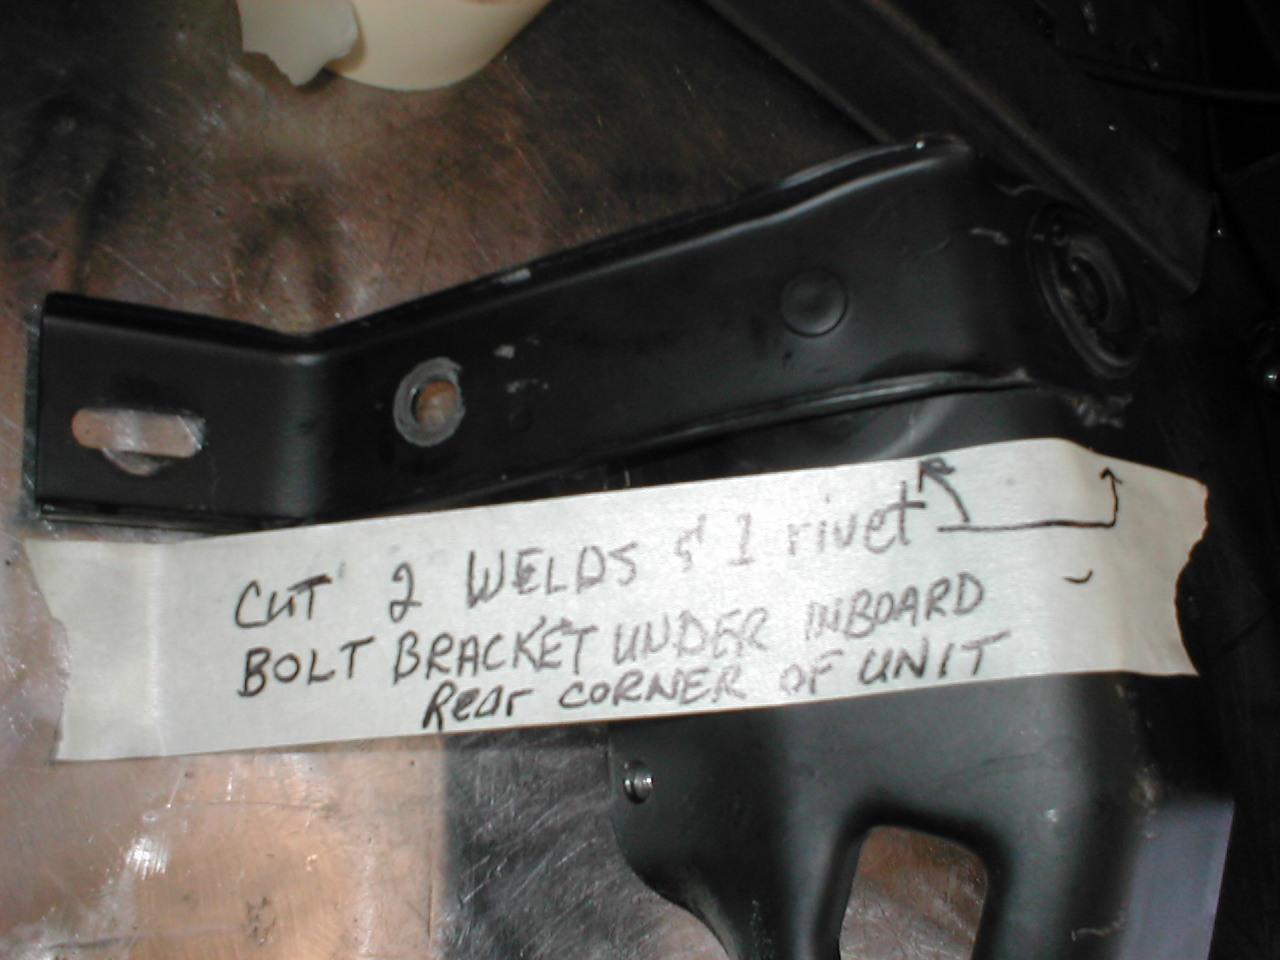 CUT 2 WELDS & 1 rivet
BOLT BRACKET UNDER INBOARD
Rear CORNER OF UNIT